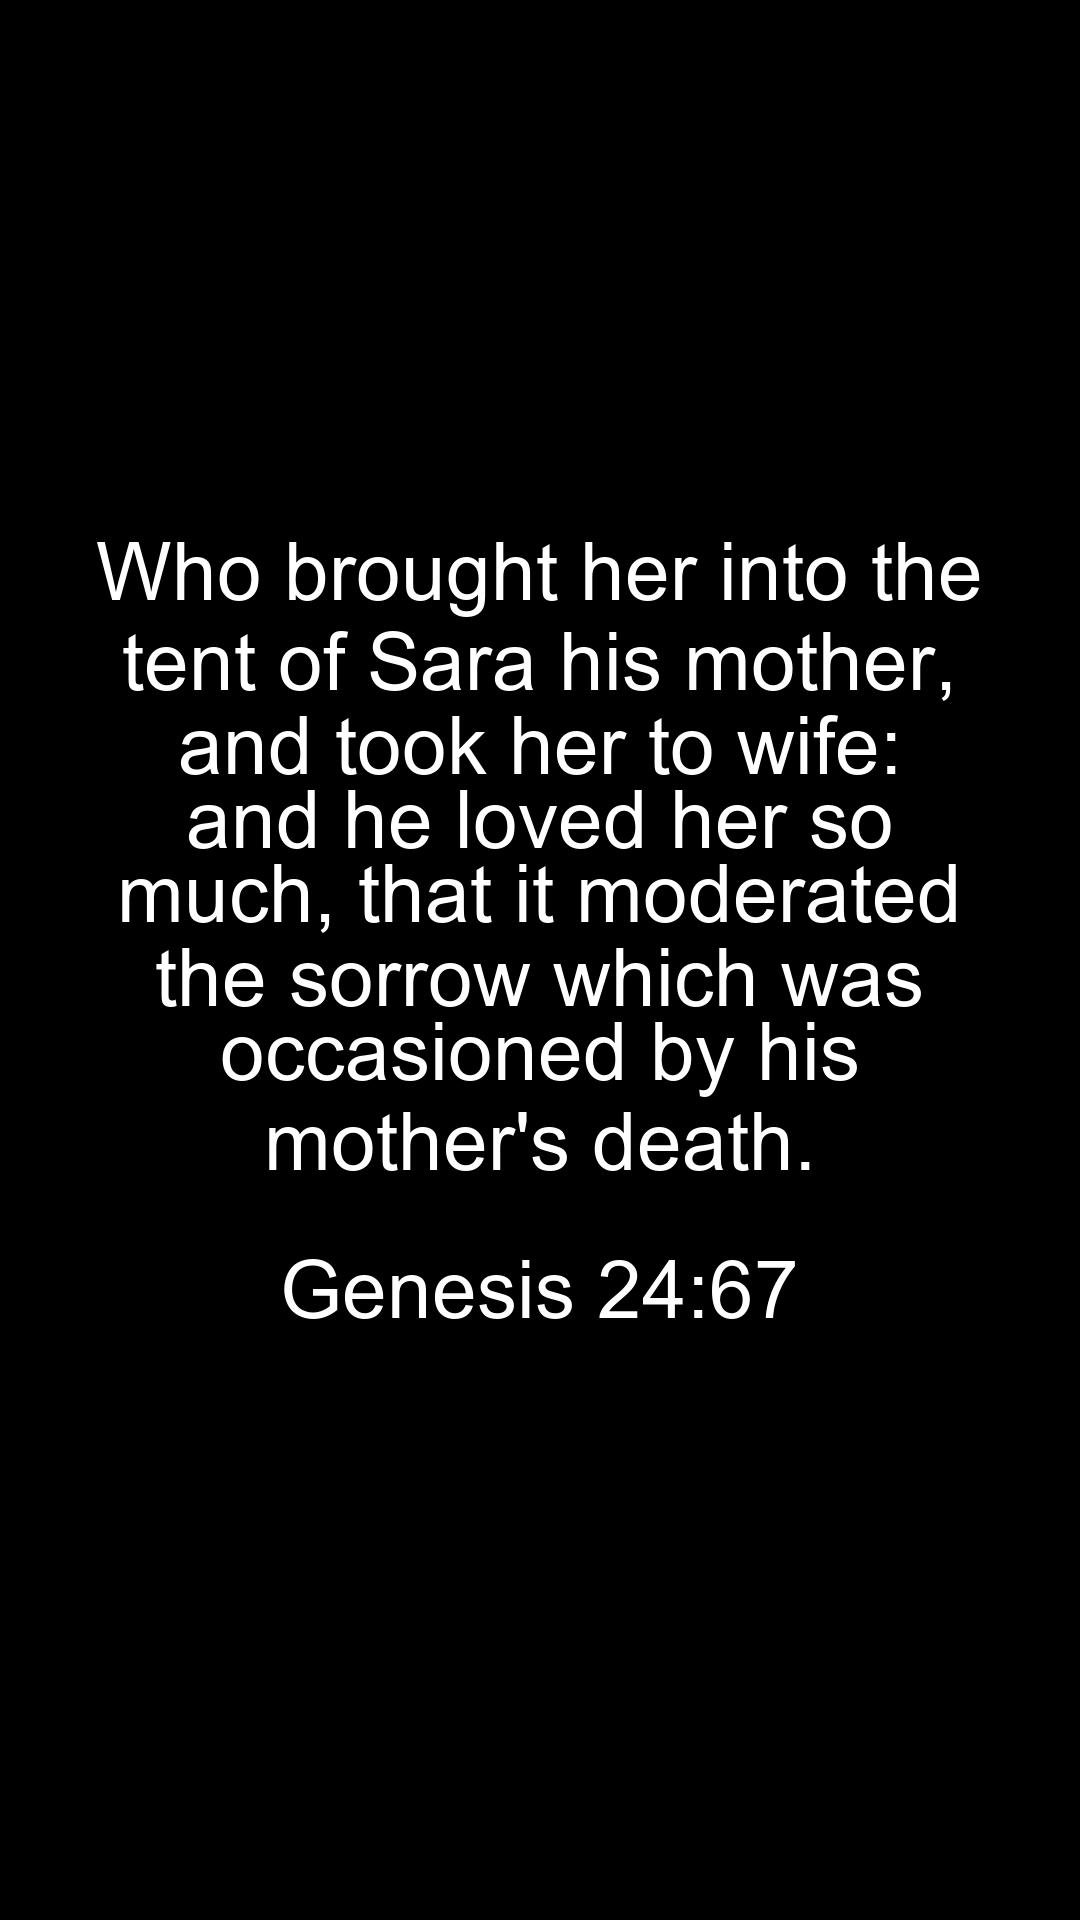 Who brought her into the
tent of Sara his mother,
and took her to wife:
and he loved her so
much, that it moderated
the sorrow which was
occasioned by his
mother's death.
Genesis 24:67